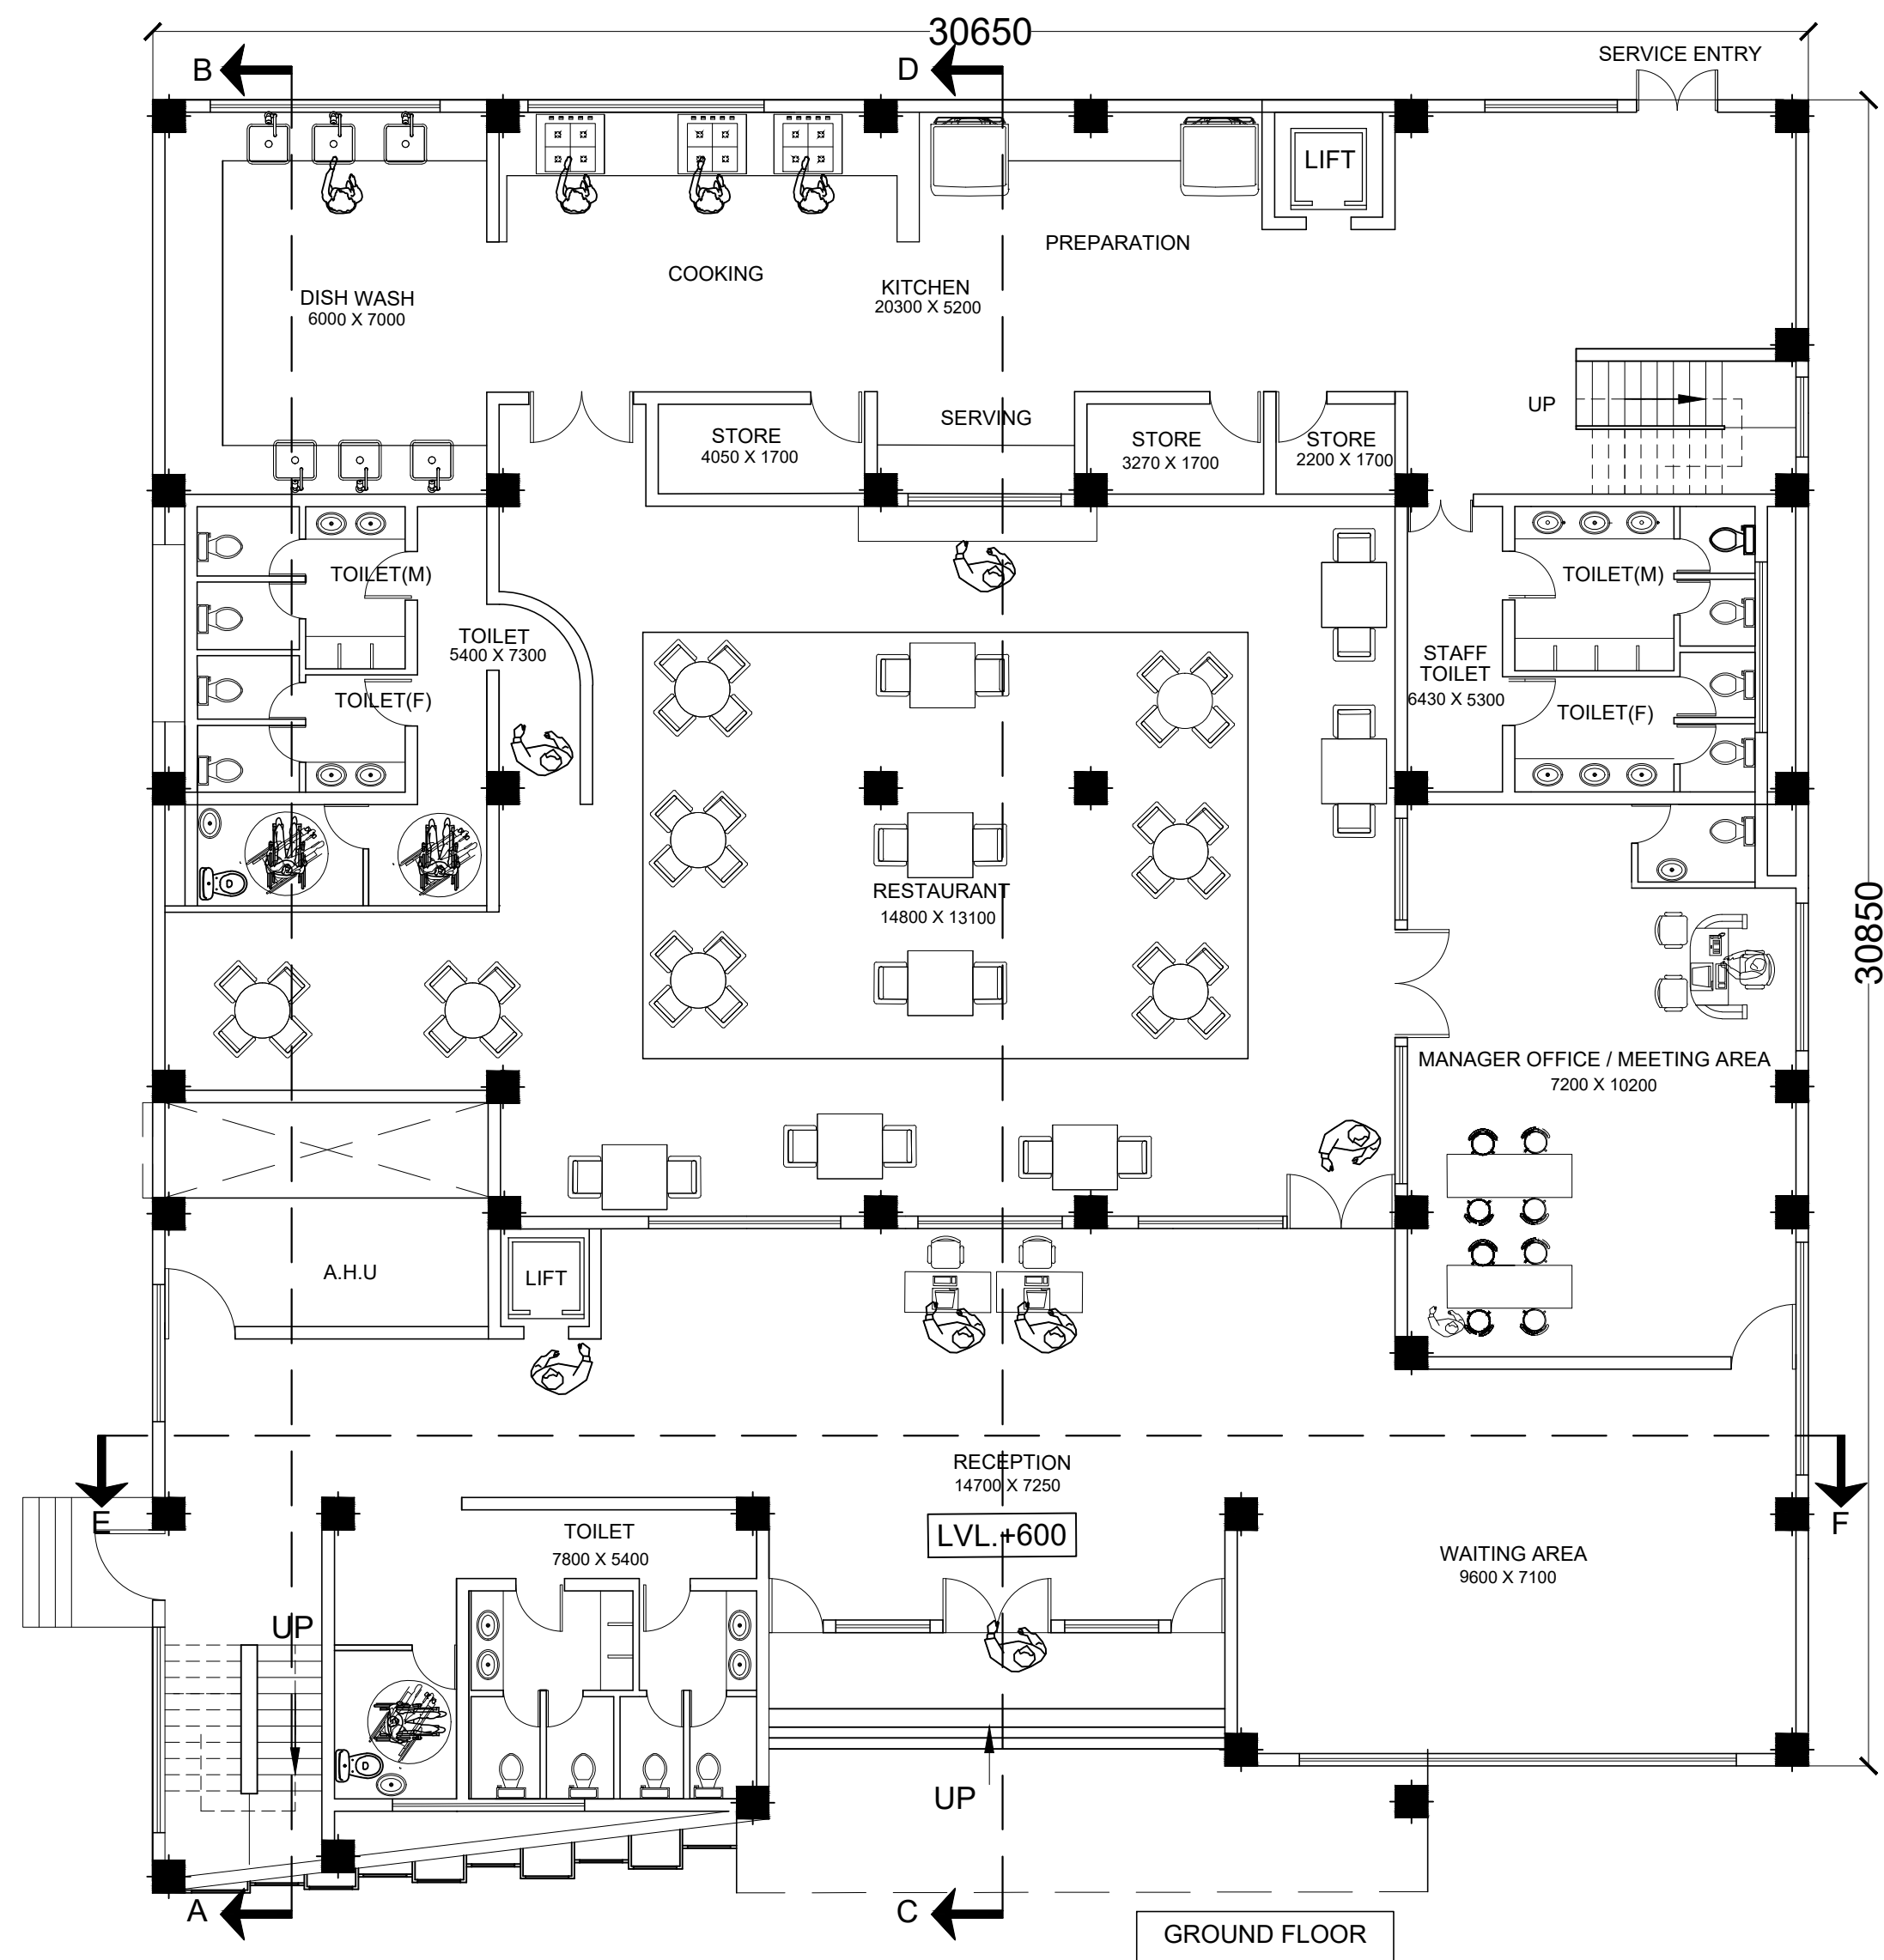 30650
SERVICE ENTRY
B
D
LIFT
PREPARATION
COOKING
KITCHEN
20300 X 5200
DISH WASH
6000 X 7000
UP
SERVING
STORE
4050 X 1700
STORE
3270 X 1700
STORE
2200 X 1700
TOILET(M)
TOILET(M)
TOILET
5400 X 7300
STAFF
TOILET
6430 X 5300
TOILET(F)
TOILET(F)
RESTAURANT
14800 X 13100
30850
MANAGER OFFICE / MEETING AREA
7200 X 10200
A.H.U
LIFT
RECEPTION
14700 X 7250
E
F
TOILET
7800 X 5400
LVL.+600
WAITING AREA
9600 X 7100
UP
UP
A
C
GROUND FLOOR